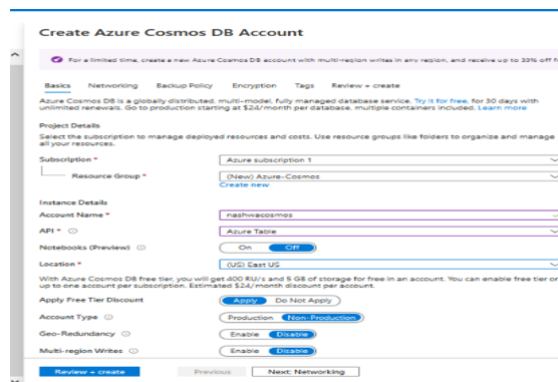 Create Azure Cosmos DB Account
For a limited time, create a new Azure Cosmos DB account with multi-region writes in any region, and receive up to 33% off f
Basics Networking Backup Policy Encryption Tags Review + create
Azure Cosmos DB is a globally distributed, multi-model, fully managed database service. Try it for free, for 30 days with
unlimited renewals. Go to production starting at $24/month per database, multiple containers included. Learn more
Project Details
Select the subscription to manage deployed resources and costs. Use resource groups like folders to organize and manage
all your resources.
Subscription * Azure subscription 1
Resource Group * (New) Azure-Cosmos
Create new
Instance Details
Account Name * nashwacosmos
API * Azure Table
Notebooks (Preview) On Off
Location * (US) East US
With Azure Cosmos DB free tier, you will get 400 RU/s and 5 GB of storage for free in an account. You can enable free tier on
up to one account per subscription. Estimated $24/month discount per account.
Apply Free Tier Discount Apply Do Not Apply
Account Type Production Non-Production
Geo-Redundancy Enable Disable
Multi-region Writes Enable Disable
Review + create Previous Next: Networking